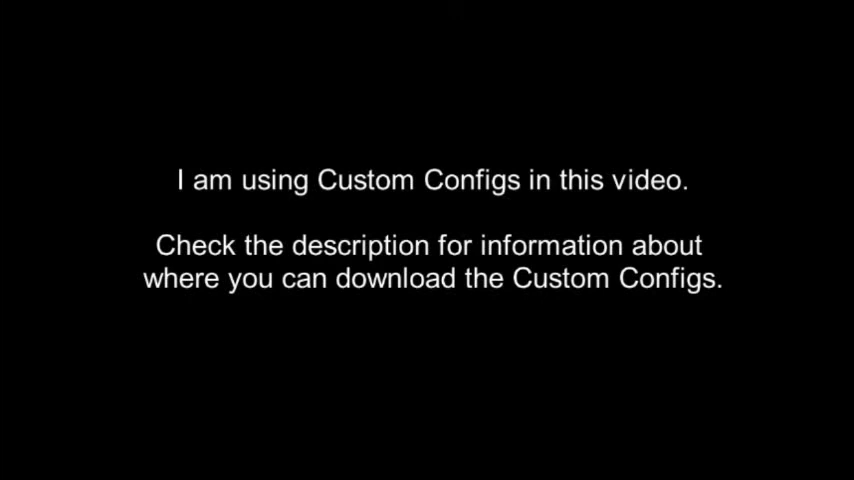 I am using Custom Configs in this video.
Check the description for information about
where you can download the Custom Configs.